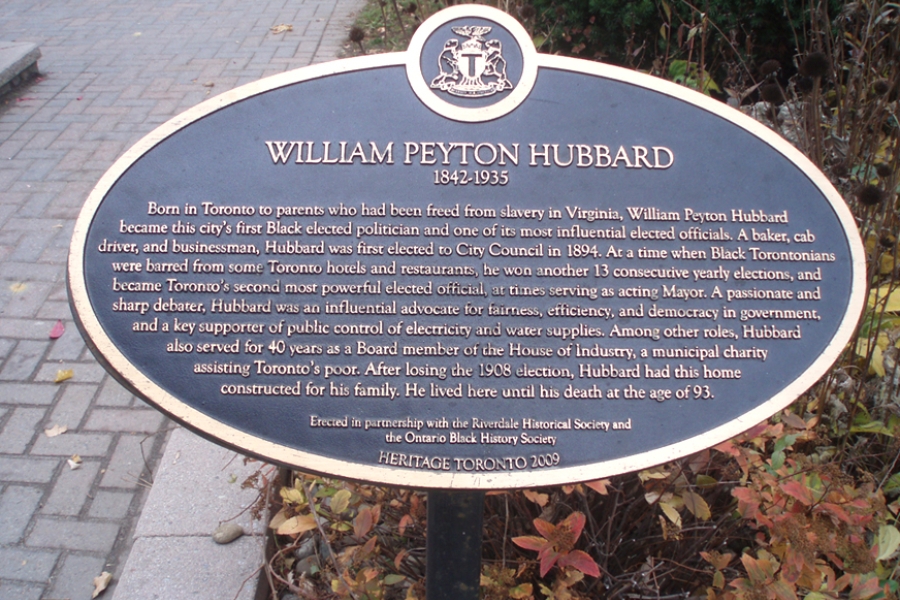 WILLIAM PEYTON HUBBARD
1842-1935
Born in Toronto to parents who had been freed from slavery in Virginia, William Peyton Hubbard
became this city's first Black elected politician and one of its most influential elected officials. A baker, cab
driver, and businessman, Hubbard was first elected to City Council in 1894. At a time when Black Torontonians
were barred from some Toronto hotels and restaurants, he won another 13 consecutive yearly elections, and
became Toronto's second most powerful elected official, at times serving as acting Mayor. A passionate and
sharp debater, Hubbard was an influential advocate for fairness, efficiency, and democracy in government,
and a key supporter of public control of electricity and water supplies. Among other roles, Hubbard
also served for 40 years as a Board member of the House of Industry, a municipal charity
assisting Toronto's poor. After losing the 1908 election, Hubbard had this home
constructed for his family. He lived here until his death at the age of 93.
Erected in partnership with the Riverdale Historical Society and
the Ontario Black History Society
HERITAGE TORONTO 2009